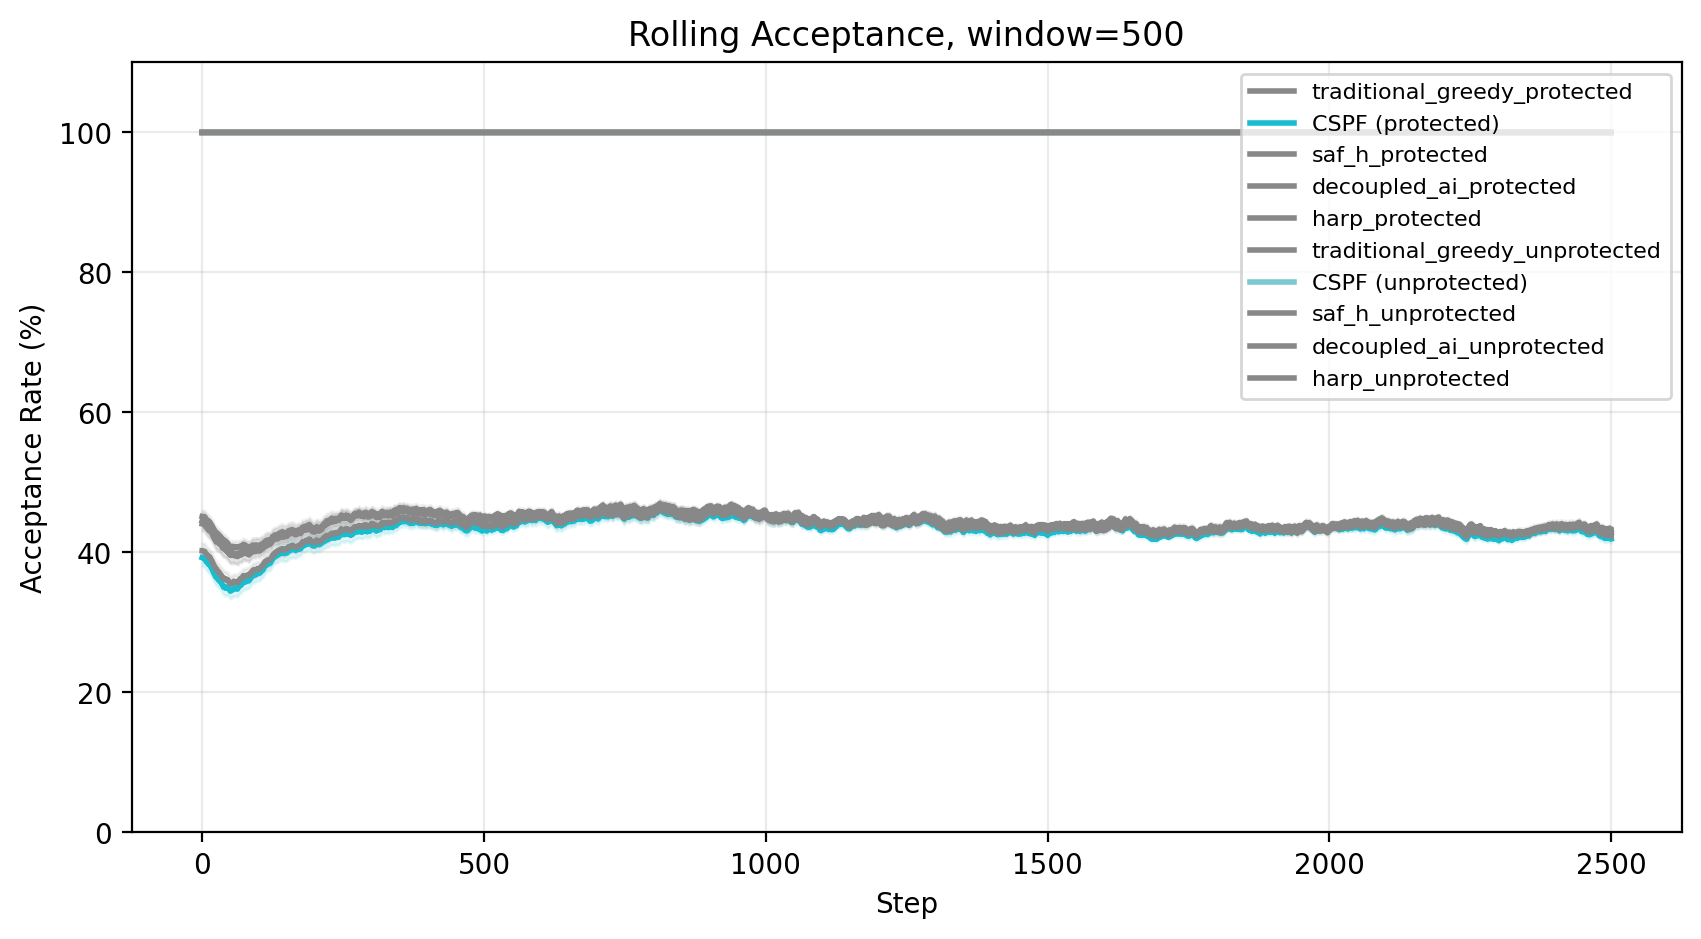 Rolling Acceptance, window=500
traditional_greedy_protected
CSPF (protected)
saf_h_protected
decoupled_ai_protected
harp_protected
traditional_greedy_unprotected
CSPF (unprotected)
saf_h_unprotected
decoupled_ai_unprotected
harp_unprotected
Acceptance Rate (%)
100
80
60
40
20
0
0 500 1000 1500 2000 2500
Step